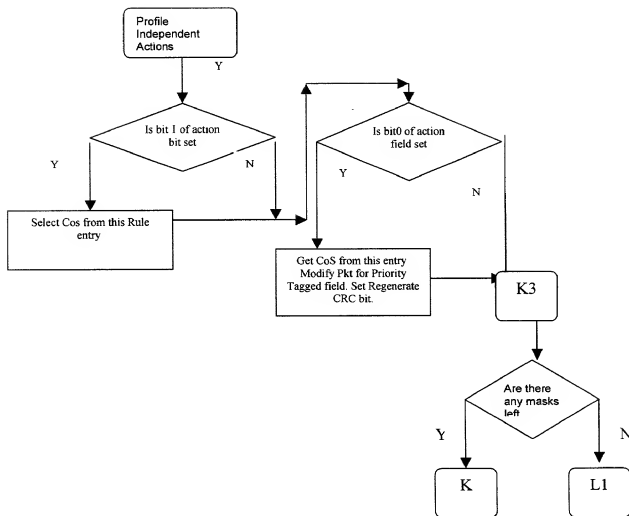 Profile
Independent
Actions
Y
Is bit 1 of action
bit set
Y
N
Select Cos from this Rule
entry
Is bit0 of action
field set
Y
N
Get CoS from this entry
Modify Pkt for Priority
Tagged field. Set Regenerate
CRC bit.
K3
Are there
any masks
left
Y
N
K
L1